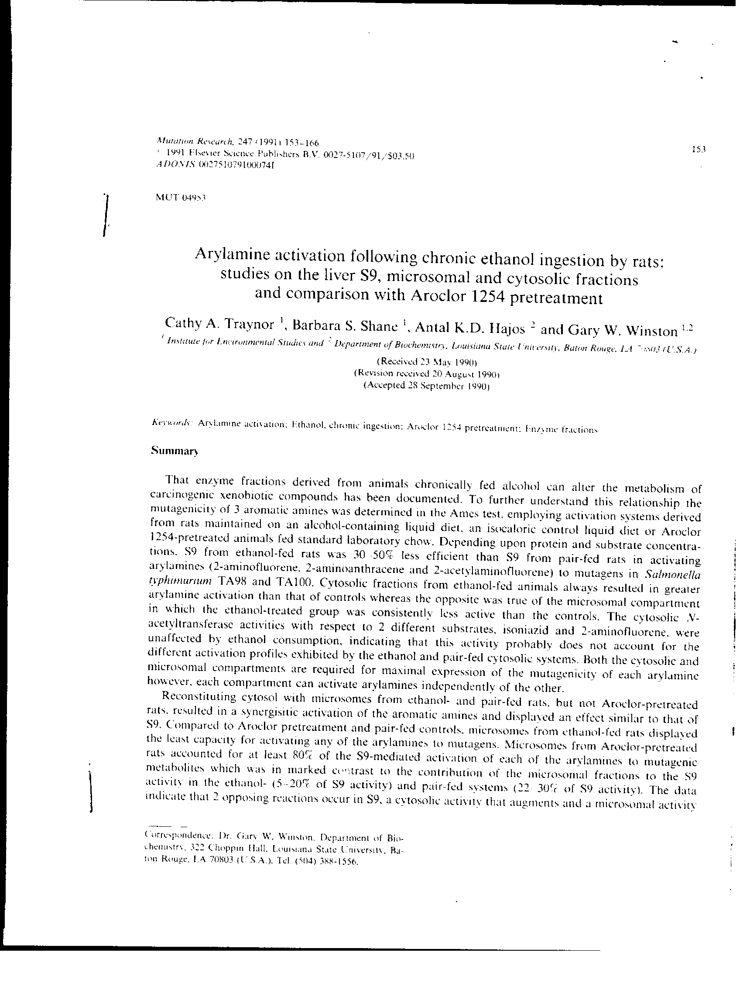 Mutation Research, 247 (1991) 153–166
1991 Elsevier Science Publishers B.V. 0027-5107/91/$03.50
ADONIS 002751079100074I
153
MUT 04953
Arylamine activation following chronic ethanol ingestion by rats:
studies on the liver S9, microsomal and cytosolic fractions
and comparison with Aroclor 1254 pretreatment
Cathy A. Traynor 1, Barbara S. Shane 1, Antal K.D. Hajos 2 and Gary W. Winston 1,2
1 Institute for Environmental Studies and 2 Department of Biochemistry, Louisiana State University, Baton Rouge, LA (U.S.A.)
(Received 23 May 1990)
(Revision received 20 August 1990)
(Accepted 28 September 1990)
Keywords: Arylamine activation; Ethanol, chronic ingestion; Aroclor 1254 pretreatment; Enzyme fractions
Summary
That enzyme fractions derived from animals chronically fed alcohol can alter the metabolism of
carcinogenic xenobiotic compounds has been documented. To further understand this relationship the
mutagenicity of 3 aromatic amines was determined in the Ames test, employing activation systems derived
from rats maintained on an alcohol-containing liquid diet, an isocaloric control liquid diet or Aroclor
1254-pretreated animals fed standard laboratory chow. Depending upon protein and substrate concentra-
tions, S9 from ethanol-fed rats was 30–50% less efficient than S9 from pair-fed rats in activating
arylamines (2-aminofluorene, 2-aminoanthracene and 2-acetylaminofluorene) to mutagens in Salmonella
typhimurium TA98 and TA100. Cytosolic fractions from ethanol-fed animals always resulted in greater
arylamine activation than that of controls whereas the opposite was true of the microsomal compartment
in which the ethanol-treated group was consistently less active than the controls. The cytosolic N-
acetyltransferase activities with respect to 2 different substrates, isoniazid and 2-aminofluorene, were
unaffected by ethanol consumption, indicating that this activity probably does not account for the
different activation profiles exhibited by the ethanol and pair-fed cytosolic systems. Both the cytosolic and
microsomal compartments are required for maximal expression of the mutagenicity of each arylamine
however, each compartment can activate arylamines independently of the other.
Reconstituting cytosol with microsomes from ethanol- and pair-fed rats, but not Aroclor-pretreated
rats, resulted in a synergisitic activation of the aromatic amines and displayed an effect similar to that of
S9. Compared to Aroclor pretreatment and pair-fed controls, microsomes from ethanol-fed rats displayed
the least capacity for activating any of the arylamines to mutagens. Microsomes from Aroclor-pretreated
rats accounted for at least 80% of the S9-mediated activation of each of the arylamines to mutagenic
metabolites which was in marked contrast to the contribution of the microsomal fractions to the S9
activity in the ethanol- (5–20% of S9 activity) and pair-fed systems (22–30% of S9 activity). The data
indicate that 2 opposing reactions occur in S9, a cytosolic activity that augments and a microsomal activity
Correspondence: Dr. Gary W. Winston, Department of Bio-
chemistry, 322 Choppin Hall, Louisiana State University, Ba-
ton Rouge, LA 70803 (U.S.A.), Tel. (504) 388-1556.